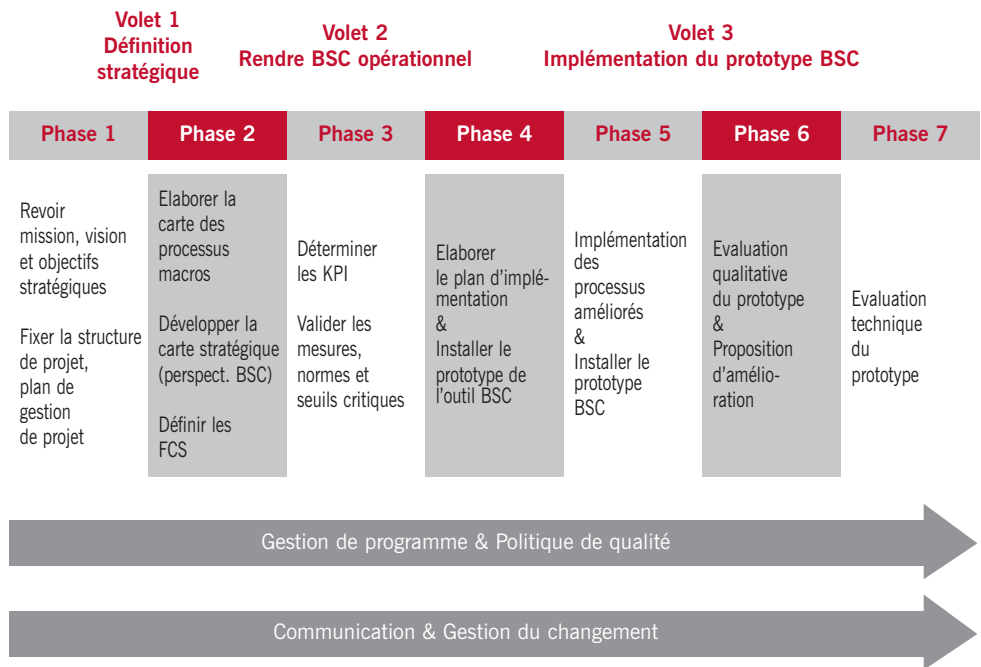 Volet 1
Définition
stratégique
Volet 2
Rendre BSC opérationnel
Volet 3
Implémentation du prototype BSC
Phase 1
Phase 2
Phase 3
Phase 4
Phase 5
Phase 6
Phase 7
Revoir
mission, vision
et objectifs
stratégiques
Fixer la structure
de projet,
plan de
gestion
de projet
Elaborer la
carte des
processus
macros
Développer la
carte stratégique
(perspect. BSC)
Définir les
FCS
Déterminer
les KPI
Valider les
mesures,
normes et
seuils critiques
Elaborer
le plan d'implé-
mentation
&
Installer le
prototype de
l'outil BSC
Implémentation
des
processus
améliorés
&
Installer le
prototype
BSC
Evaluation
qualitative
du prototype
&
Proposition
d'amélio-
ration
Evaluation
technique
du
prototype
Gestion de programme & Politique de qualité
Communication & Gestion du changement